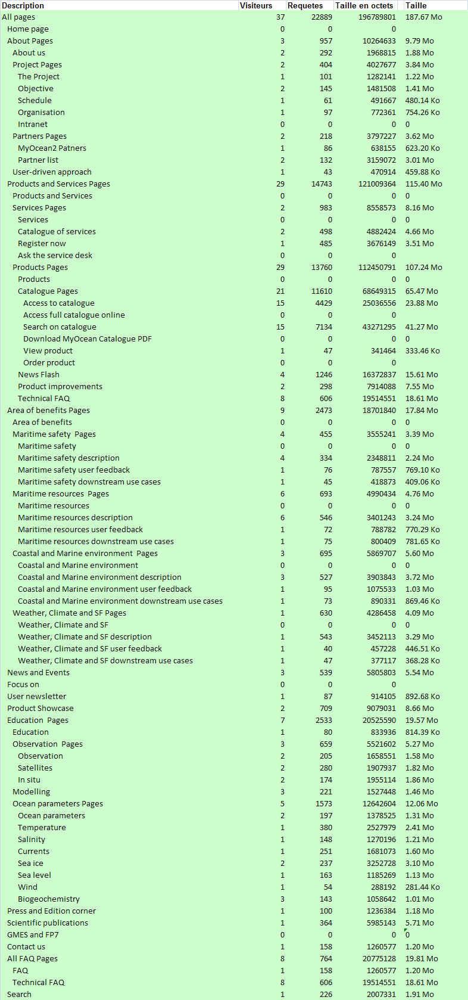 Description Visiteurs Requetes Taille en octets Taille
All pages 37 22889 196789801 187.67 Mo
Home page 0 0 0 0
About Pages 3 957 10264633 9.79 Mo
About us 2 292 1968815 1.88 Mo
Project Pages 2 404 4027677 3.84 Mo
The Project 1 101 1282141 1.22 Mo
Objective 2 145 1481508 1.41 Mo
Schedule 1 61 491667 480.14 Ko
Organisation 1 97 772361 754.26 Ko
Intranet 0 0 0 0
Partners Pages 2 218 3797227 3.62 Mo
MyOcean2 Patners 1 86 638155 623.20 Ko
Partner list 2 132 3159072 3.01 Mo
User-driven approach 1 43 470914 459.88 Ko
Products and Services Pages 29 14743 121009364 115.40 Mo
Products and Services 0 0 0 0
Services Pages 2 983 8558573 8.16 Mo
Services 0 0 0 0
Catalogue of services 2 498 4882424 4.66 Mo
Register now 1 485 3676149 3.51 Mo
Ask the service desk 0 0 0
Products Pages 29 13760 112450791 107.24 Mo
Products 0 0 0 0
Catalogue Pages 21 11610 68649315 65.47 Mo
Access to catalogue 15 4429 25036556 23.88 Mo
Access full catalogue online 0 0 0
Search on catalogue 15 7134 43271295 41.27 Mo
Download MyOcean Catalogue PDF 0 0 0 0
View product 1 47 341464 333.46 Ko
Order product 0 0 0
News Flash 4 1246 16372837 15.61 Mo
Product improvements 2 298 7914088 7.55 Mo
Technical FAQ 8 606 19514551 18.61 Mo
Area of benefits Pages 9 2473 18701840 17.84 Mo
Area of benefits 0 0 0 0
Maritime safety Pages 4 455 3555241 3.39 Mo
Maritime safety 0 0 0 0
Maritime safety description 4 334 2348811 2.24 Mo
Maritime safety user feedback 1 76 787557 769.10 Ko
Maritime safety downstream use cases 1 45 418873 409.06 Ko
Maritime resources Pages 6 693 4990434 4.76 Mo
Maritime resources 0 0 0 0
Maritime resources description 6 546 3401243 3.24 Mo
Maritime resources user feedback 1 72 788782 770.29 Ko
Maritime resources downstream use cases 1 75 800409 781.65 Ko
Coastal and Marine environment Pages 3 695 5869707 5.60 Mo
Coastal and Marine environment 0 0 0 0
Coastal and Marine environment description 3 527 3903843 3.72 Mo
Coastal and Marine environment user feedback 1 95 1075533 1.03 Mo
Coastal and Marine environment downstream use cases 1 73 890331 869.46 Ko
Weather, Climate and SF Pages 1 630 4286458 4.09 Mo
Weather, Climate and SF 0 0 0 0
Weather, Climate and SF description 1 543 3452113 3.29 Mo
Weather, Climate and SF user feedback 1 40 457228 446.51 Ko
Weather, Climate and SF downstream use cases 1 47 377117 368.28 Ko
News and Events 3 539 5805803 5.54 Mo
Focus on 0 0 0
User newsletter 1 87 914105 892.68 Ko
Product Showcase 2 709 9079031 8.66 Mo
Education Pages 7 2533 20525590 19.57 Mo
Education 1 80 833936 814.39 Ko
Observation Pages 3 659 5521602 5.27 Mo
Observation 2 205 1658551 1.58 Mo
Satellites 2 280 1907937 1.82 Mo
In situ 2 174 1955114 1.86 Mo
Modelling 3 221 1527448 1.46 Mo
Ocean parameters Pages 5 1573 12642604 12.06 Mo
Ocean parameters 2 197 1378525 1.31 Mo
Temperature 1 380 2527979 2.41 Mo
Salinity 1 148 1270196 1.21 Mo
Currents 1 251 1681073 1.60 Mo
Sea ice 2 237 3252728 3.10 Mo
Sea level 1 163 1185269 1.13 Mo
Wind 1 54 288192 281.44 Ko
Biogeochemistry 3 143 1058642 1.01 Mo
Press and Edition corner 1 100 1236384 1.18 Mo
Scientific publications 1 364 5985143 5.71 Mo
GMES and FP7 0 0 0 0
Contact us 1 158 1260577 1.20 Mo
All FAQ Pages 8 764 20775128 19.81 Mo
FAQ 1 158 1260577 1.20 Mo
Technical FAQ 8 606 19514551 18.61 Mo
Search 1 226 2007331 1.91 Mo